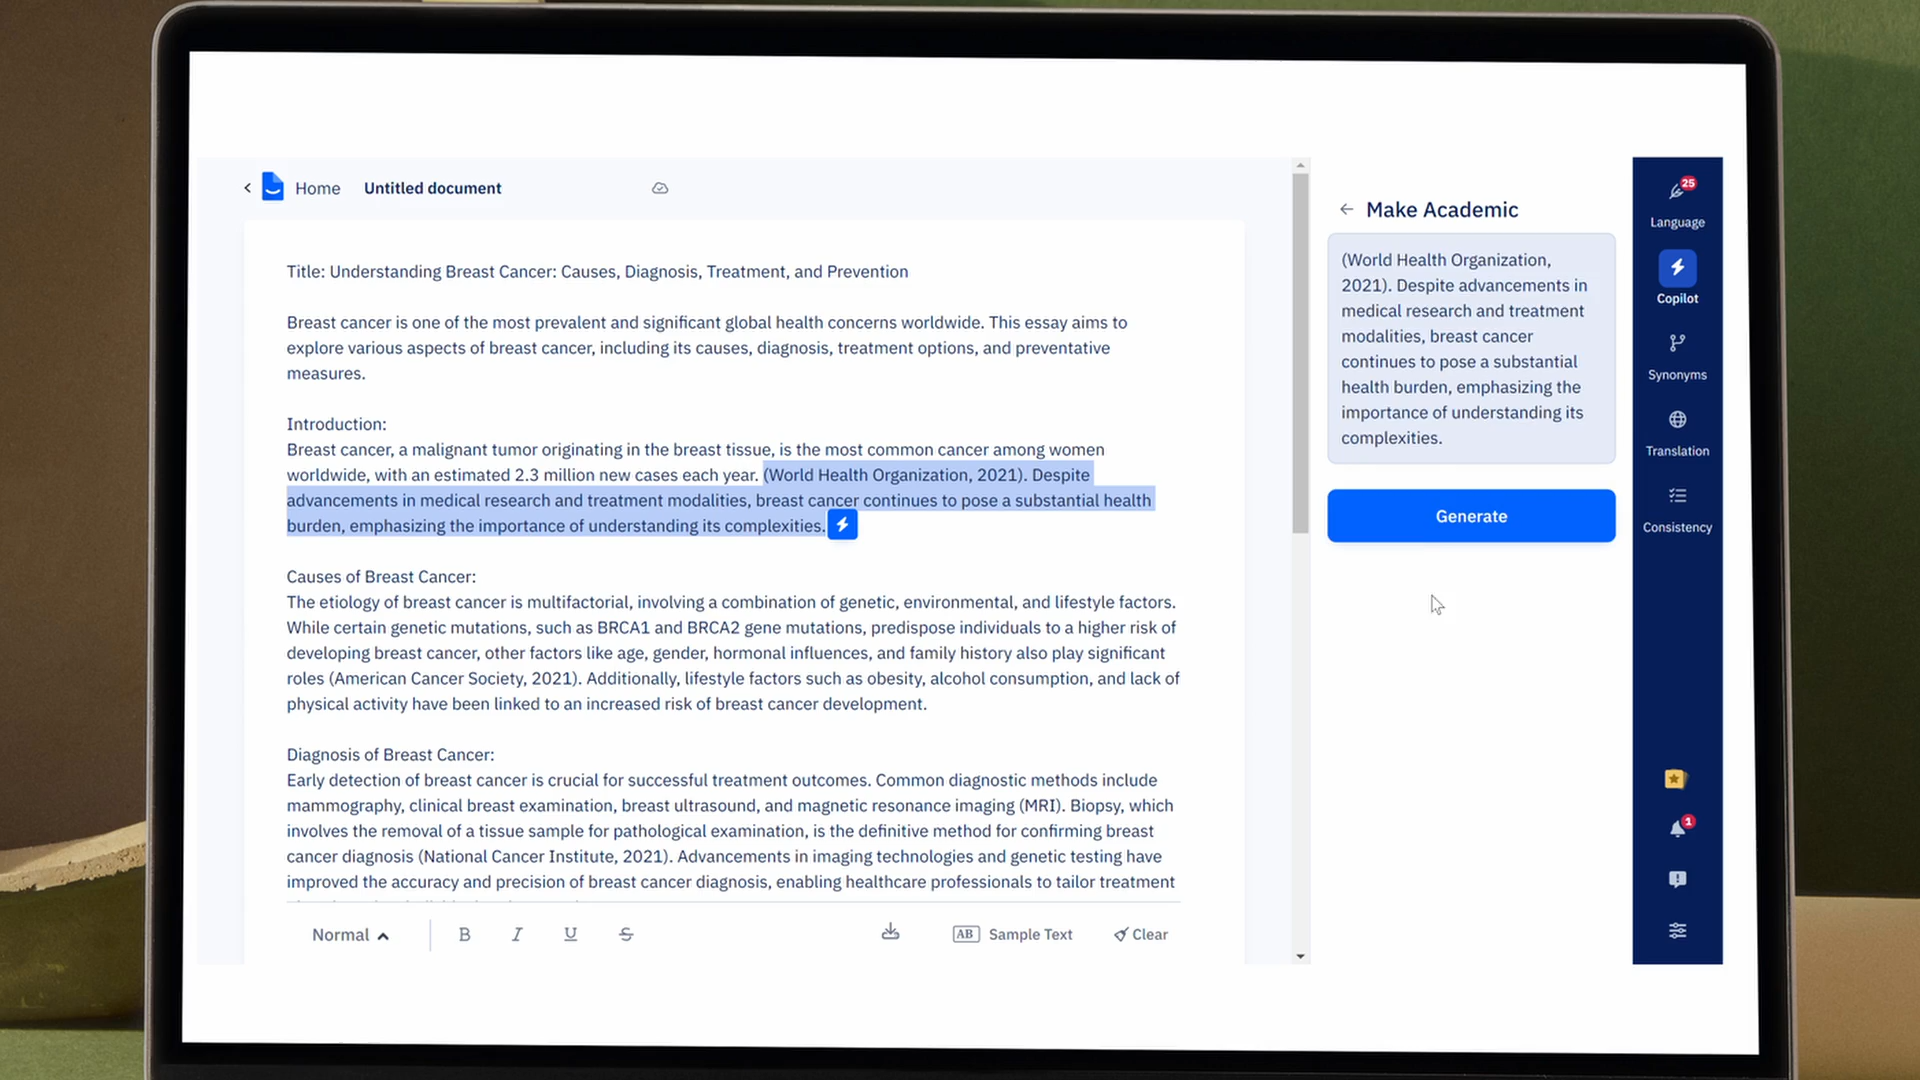 Home Untitled document
Title: Understanding Breast Cancer: Causes, Diagnosis, Treatment, and Prevention
Breast cancer is one of the most prevalent and significant global health concerns worldwide. This essay aims to
explore various aspects of breast cancer, including its causes, diagnosis, treatment options, and preventative
measures.
Introduction:
Breast cancer, a malignant tumor originating in the breast tissue, is the most common cancer among women
worldwide, with an estimated 2.3 million new cases each year. (World Health Organization, 2021). Despite
advancements in medical research and treatment modalities, breast cancer continues to pose a substantial health
burden, emphasizing the importance of understanding its complexities.
Causes of Breast Cancer:
The etiology of breast cancer is multifactorial, involving a combination of genetic, environmental, and lifestyle factors.
While certain genetic mutations, such as BRCA1 and BRCA2 gene mutations, predispose individuals to a higher risk of
developing breast cancer, other factors like age, gender, hormonal influences, and family history also play significant
roles (American Cancer Society, 2021). Additionally, lifestyle factors such as obesity, alcohol consumption, and lack of
physical activity have been linked to an increased risk of breast cancer development.
Diagnosis of Breast Cancer:
Early detection of breast cancer is crucial for successful treatment outcomes. Common diagnostic methods include
mammography, clinical breast examination, breast ultrasound, and magnetic resonance imaging (MRI). Biopsy, which
involves the removal of a tissue sample for pathological examination, is the definitive method for confirming breast
cancer diagnosis (National Cancer Institute, 2021). Advancements in imaging technologies and genetic testing have
improved the accuracy and precision of breast cancer diagnosis, enabling healthcare professionals to tailor treatment
Normal B I U S AB Sample Text Clear
Make Academic
(World Health Organization,
2021). Despite advancements in
medical research and treatment
modalities, breast cancer
continues to pose a substantial
health burden, emphasizing the
importance of understanding its
complexities.
Generate
25
Language
Copilot
Synonyms
Translation
Consistency
1